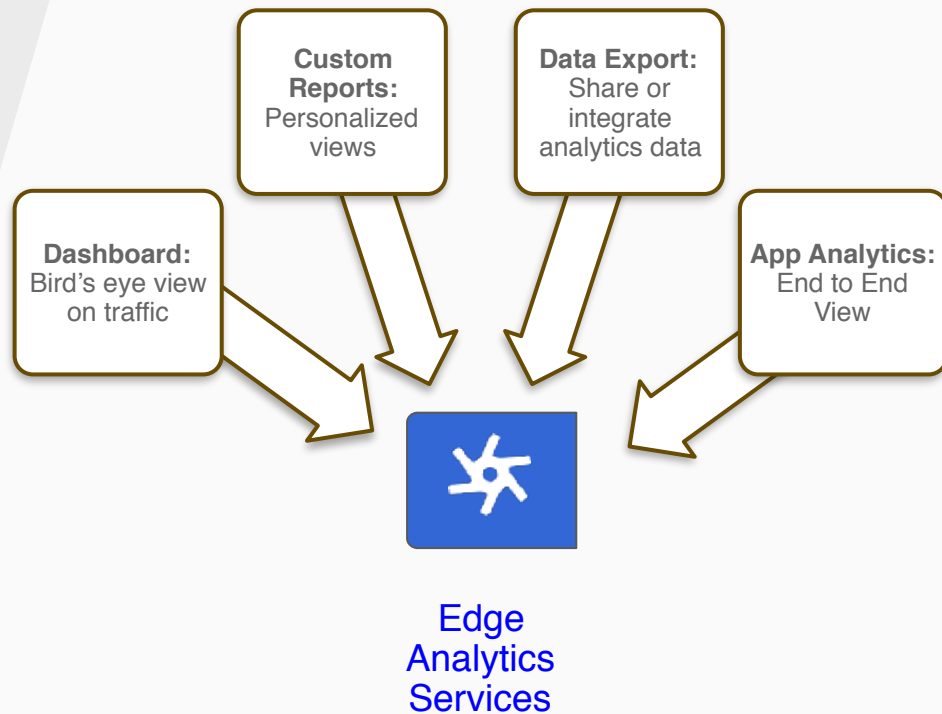 Custom
Reports:
Personalized
views
Data Export:
Share or
integrate
analytics data
Dashboard:
Bird’s eye view
on traffic
App Analytics:
End to End
View
Edge
Analytics
Services